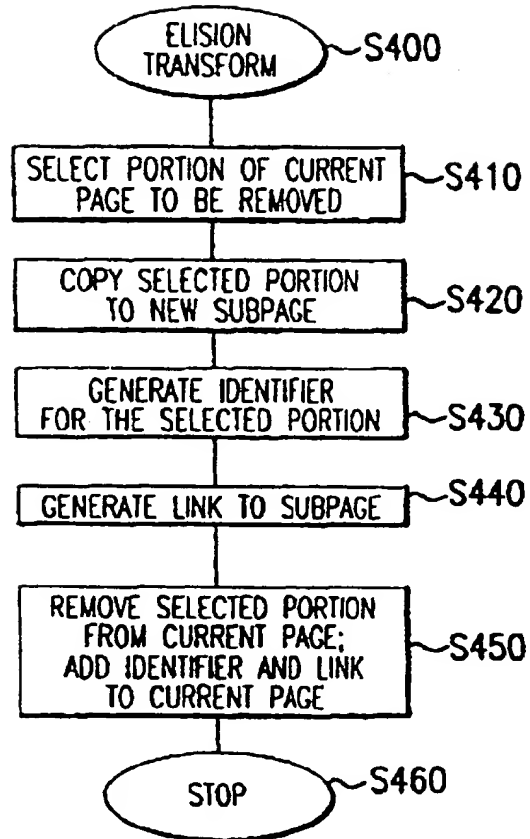 ELISION
TRANSFORM
S400
SELECT PORTION OF CURRENT
PAGE TO BE REMOVED
S410
COPY SELECTED PORTION
TO NEW SUBPAGE
S420
GENERATE IDENTIFIER
FOR THE SELECTED PORTION
S430
GENERATE LINK TO SUBPAGE
S440
REMOVE SELECTED PORTION
FROM CURRENT PAGE;
ADD IDENTIFIER AND LINK
TO CURRENT PAGE
S450
STOP
S460